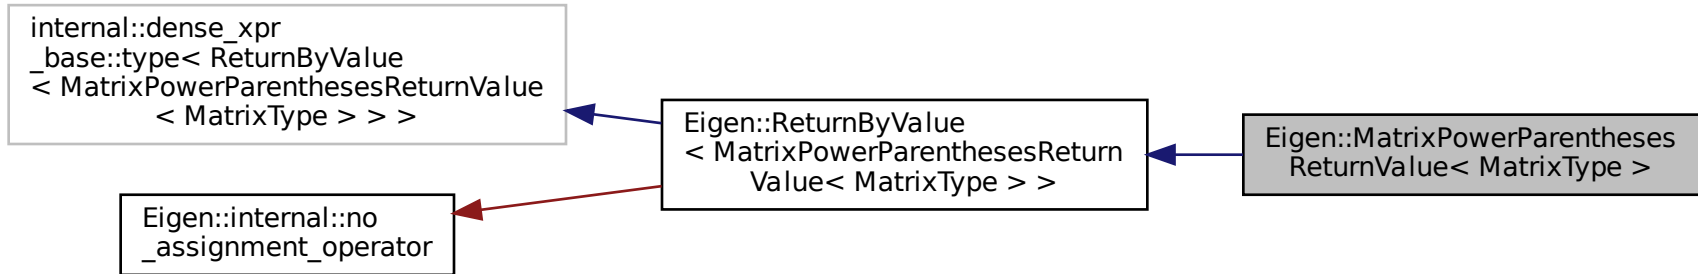 internal::dense_xpr
_base::type< ReturnByValue
< MatrixPowerParenthesesReturnValue
< MatrixType > > >
Eigen::internal::no
_assignment_operator
Eigen::ReturnByValue
< MatrixPowerParenthesesReturn
Value< MatrixType > >
Eigen::MatrixPowerParentheses
ReturnValue< MatrixType >